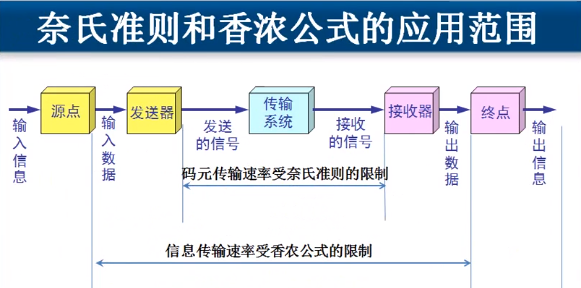 奈氏准则和香浓公式的应用范围
源点
发送器
传输
系统
接收器
终点
输入信息
输入数据
发送
的信号
接收
的信号
输出数据
输出信息
码元传输速率受奈氏准则的限制
信息传输速率受香农公式的限制